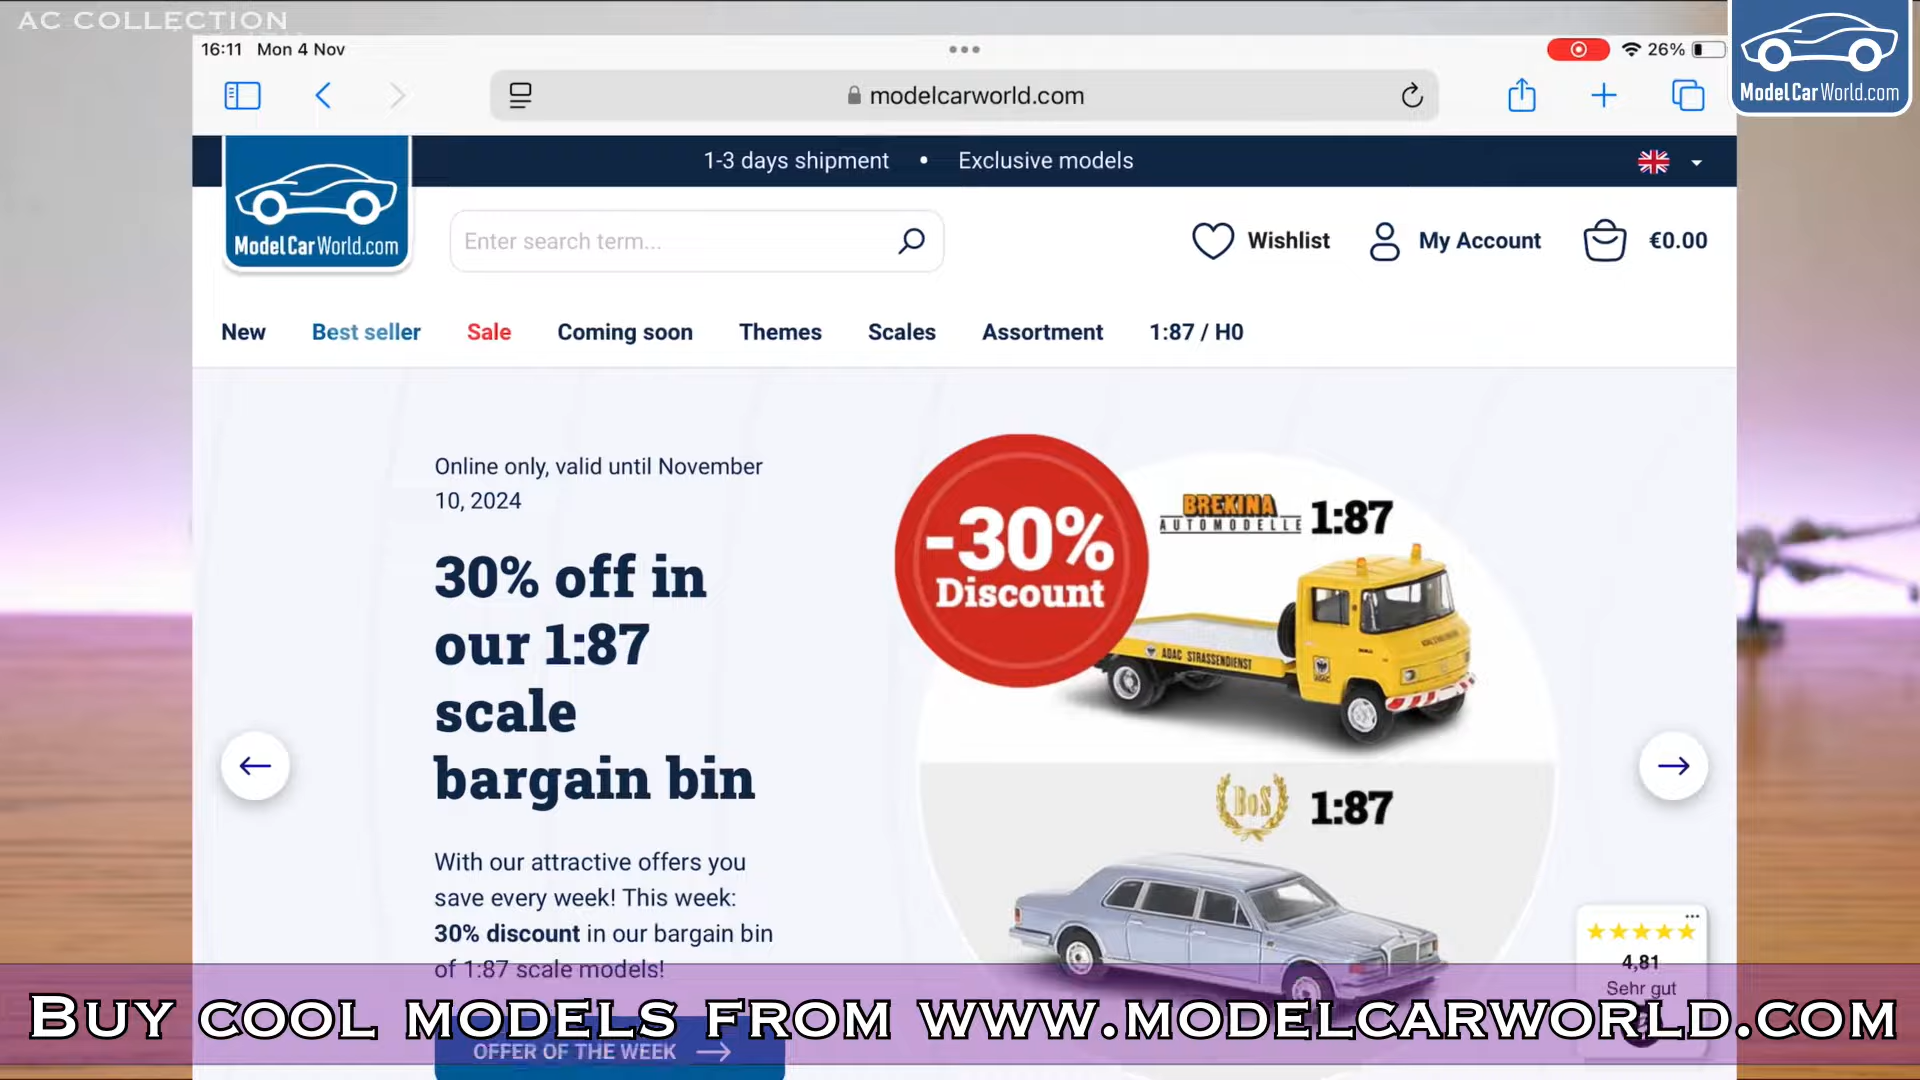 AC COLLECTION
16:11 Mon 4 Nov
26%
modelcarworld.com
ModelCarWorld.com
1-3 days shipment • Exclusive models
ModelCarWorld.com
Enter search term...
Wishlist
My Account
€0.00
New
Best seller
Sale
Coming soon
Themes
Scales
Assortment
1:87 / H0
Online only, valid until November
10, 2024
30% off in
our 1:87
scale
bargain bin
With our attractive offers you
save every week! This week:
30% discount in our bargain bin
of 1:87 scale models!
OFFER OF THE WEEK
-30%
Discount
BREKINA
AUTOMODELLE
1:87
ADAC STRASSENDIENST
BoS
1:87
4,81
Sehr gut
BUY COOL MODELS FROM WWW.MODELCARWORLD.COM